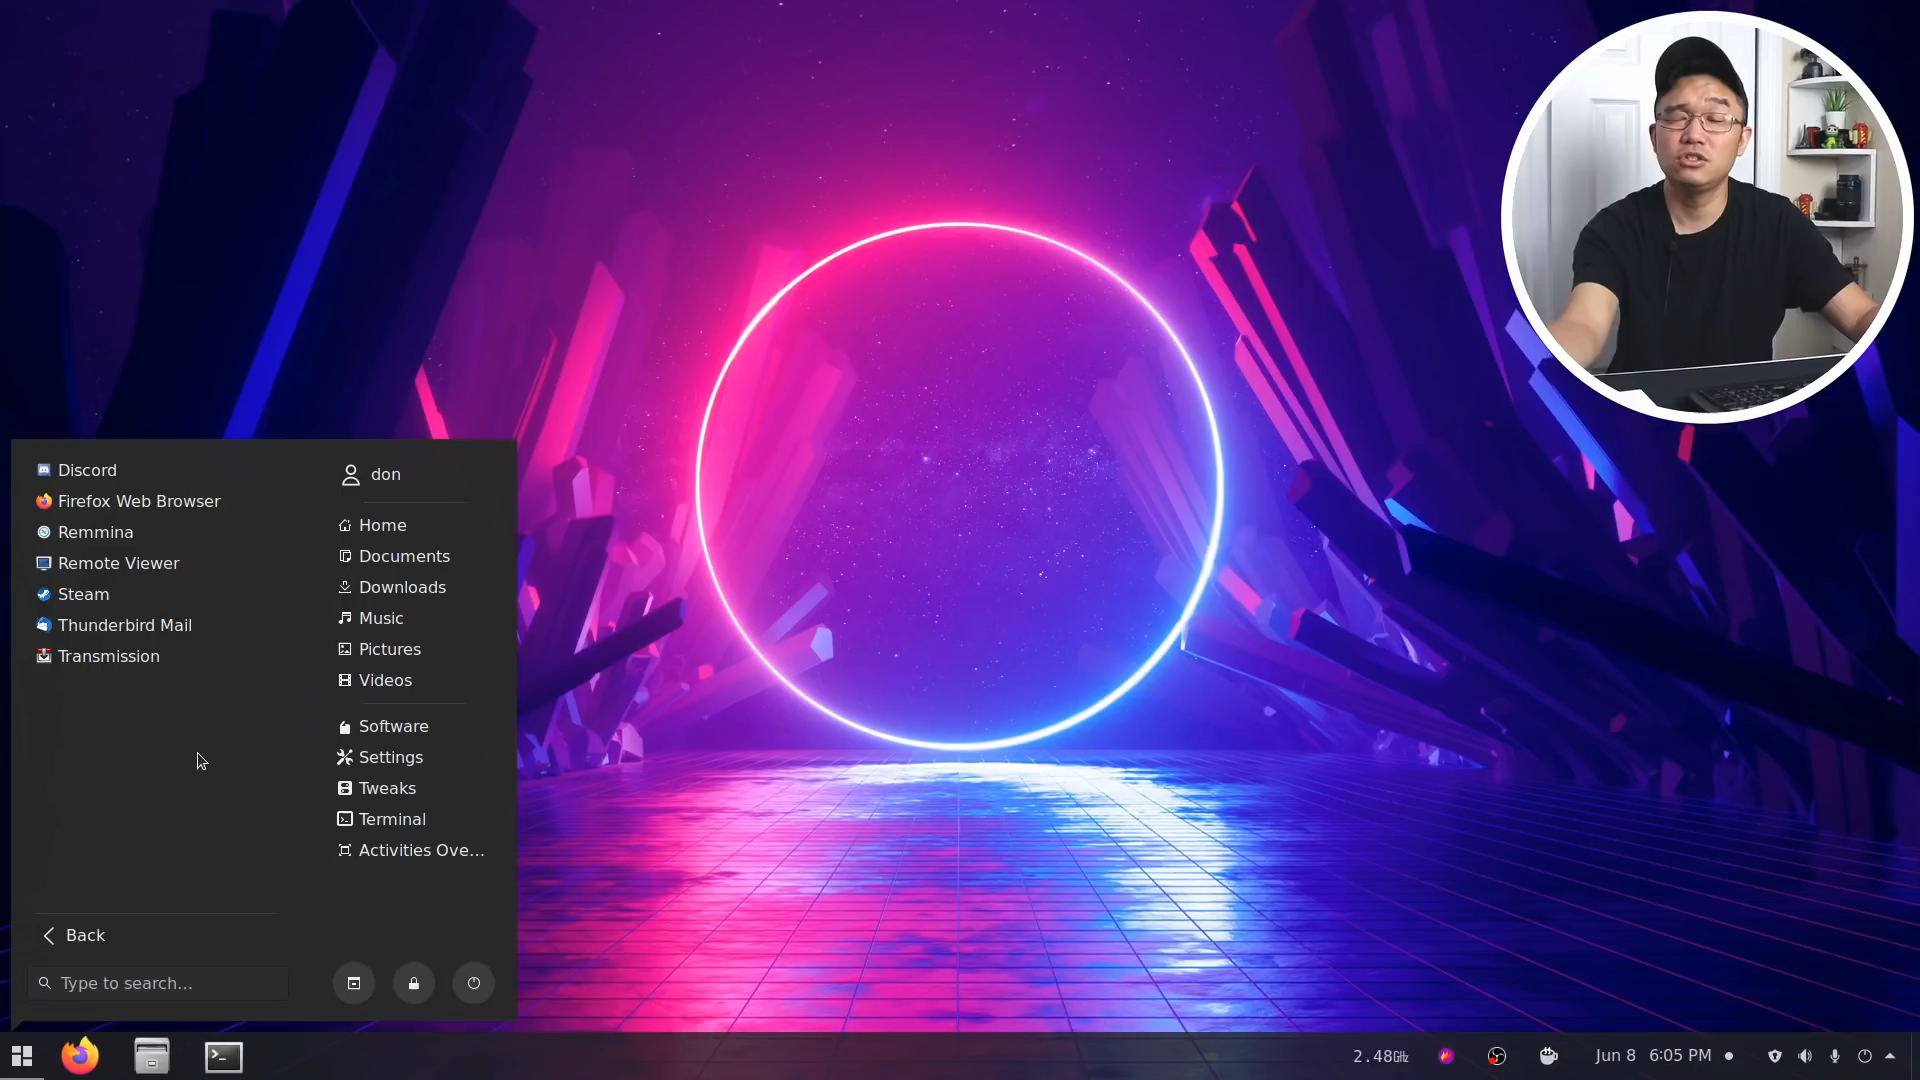 Discord
Firefox Web Browser
Remmina
Remote Viewer
Steam
Thunderbird Mail
Transmission
Back
Type to search…
don
Home
Documents
Downloads
Music
Pictures
Videos
Software
Settings
Tweaks
Terminal
Activities Ove…
2.48GHz
Jun 8 6:05 PM